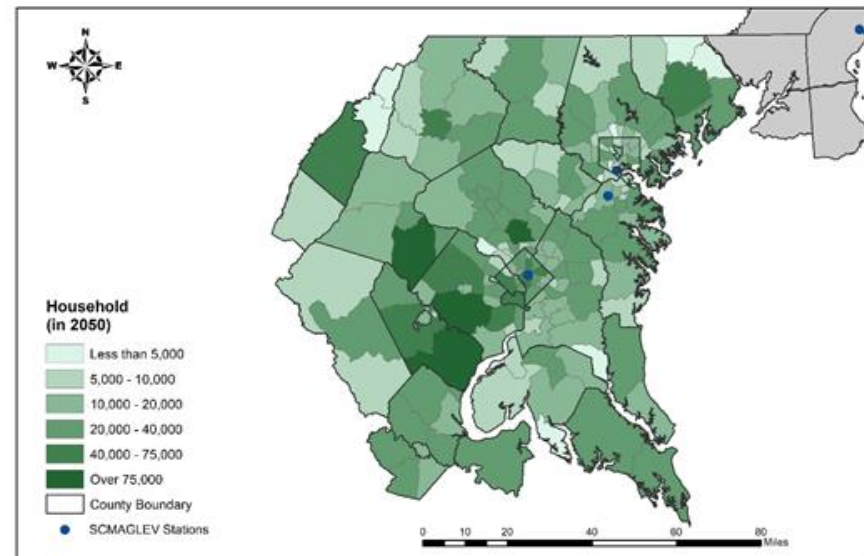 N
W E
S
Household
(in 2050)
Less than 5,000
5,000 - 10,000
10,000 - 20,000
20,000 - 40,000
40,000 - 75,000
Over 75,000
County Boundary
SCMAGLEV Stations
0 10 20 40 60 80
Miles